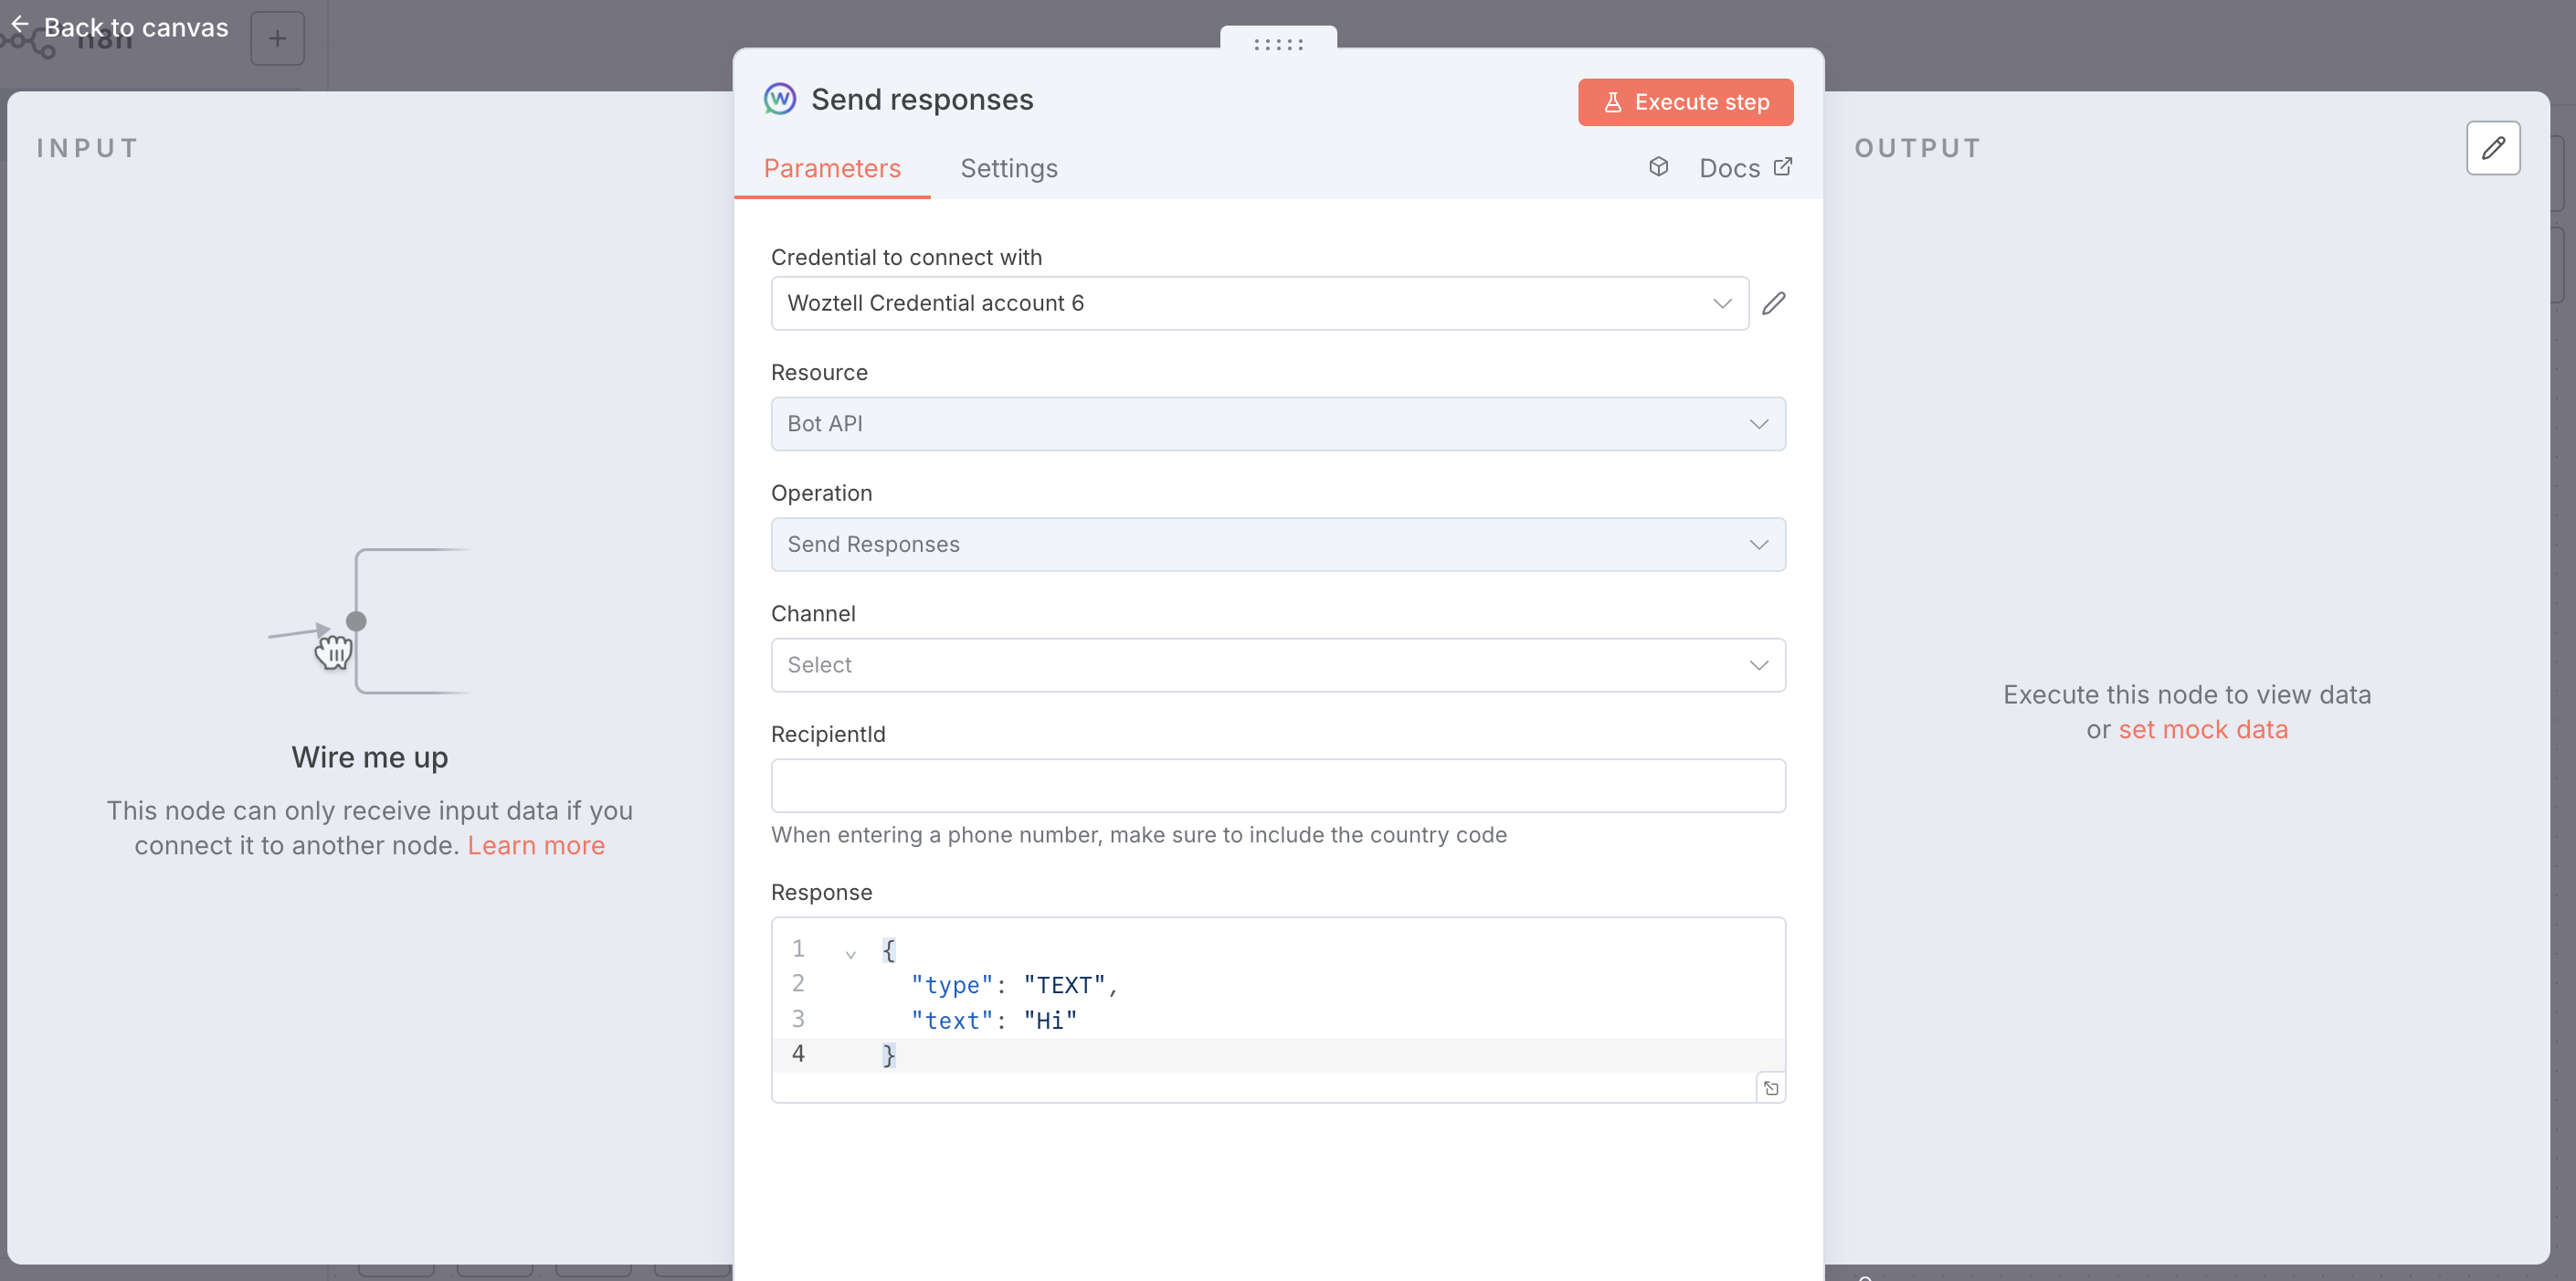 Back to canvas
n8n
INPUT
Wire me up
This node can only receive input data if you
connect it to another node. Learn more
Send responses
Execute step
Parameters
Settings
Docs
Credential to connect with
Woztell Credential account 6
Resource
Bot API
Operation
Send Responses
Channel
Select
RecipientId
When entering a phone number, make sure to include the country code
Response
1 {
2 "type": "TEXT",
3 "text": "Hi"
4 }
OUTPUT
Execute this node to view data
or set mock data